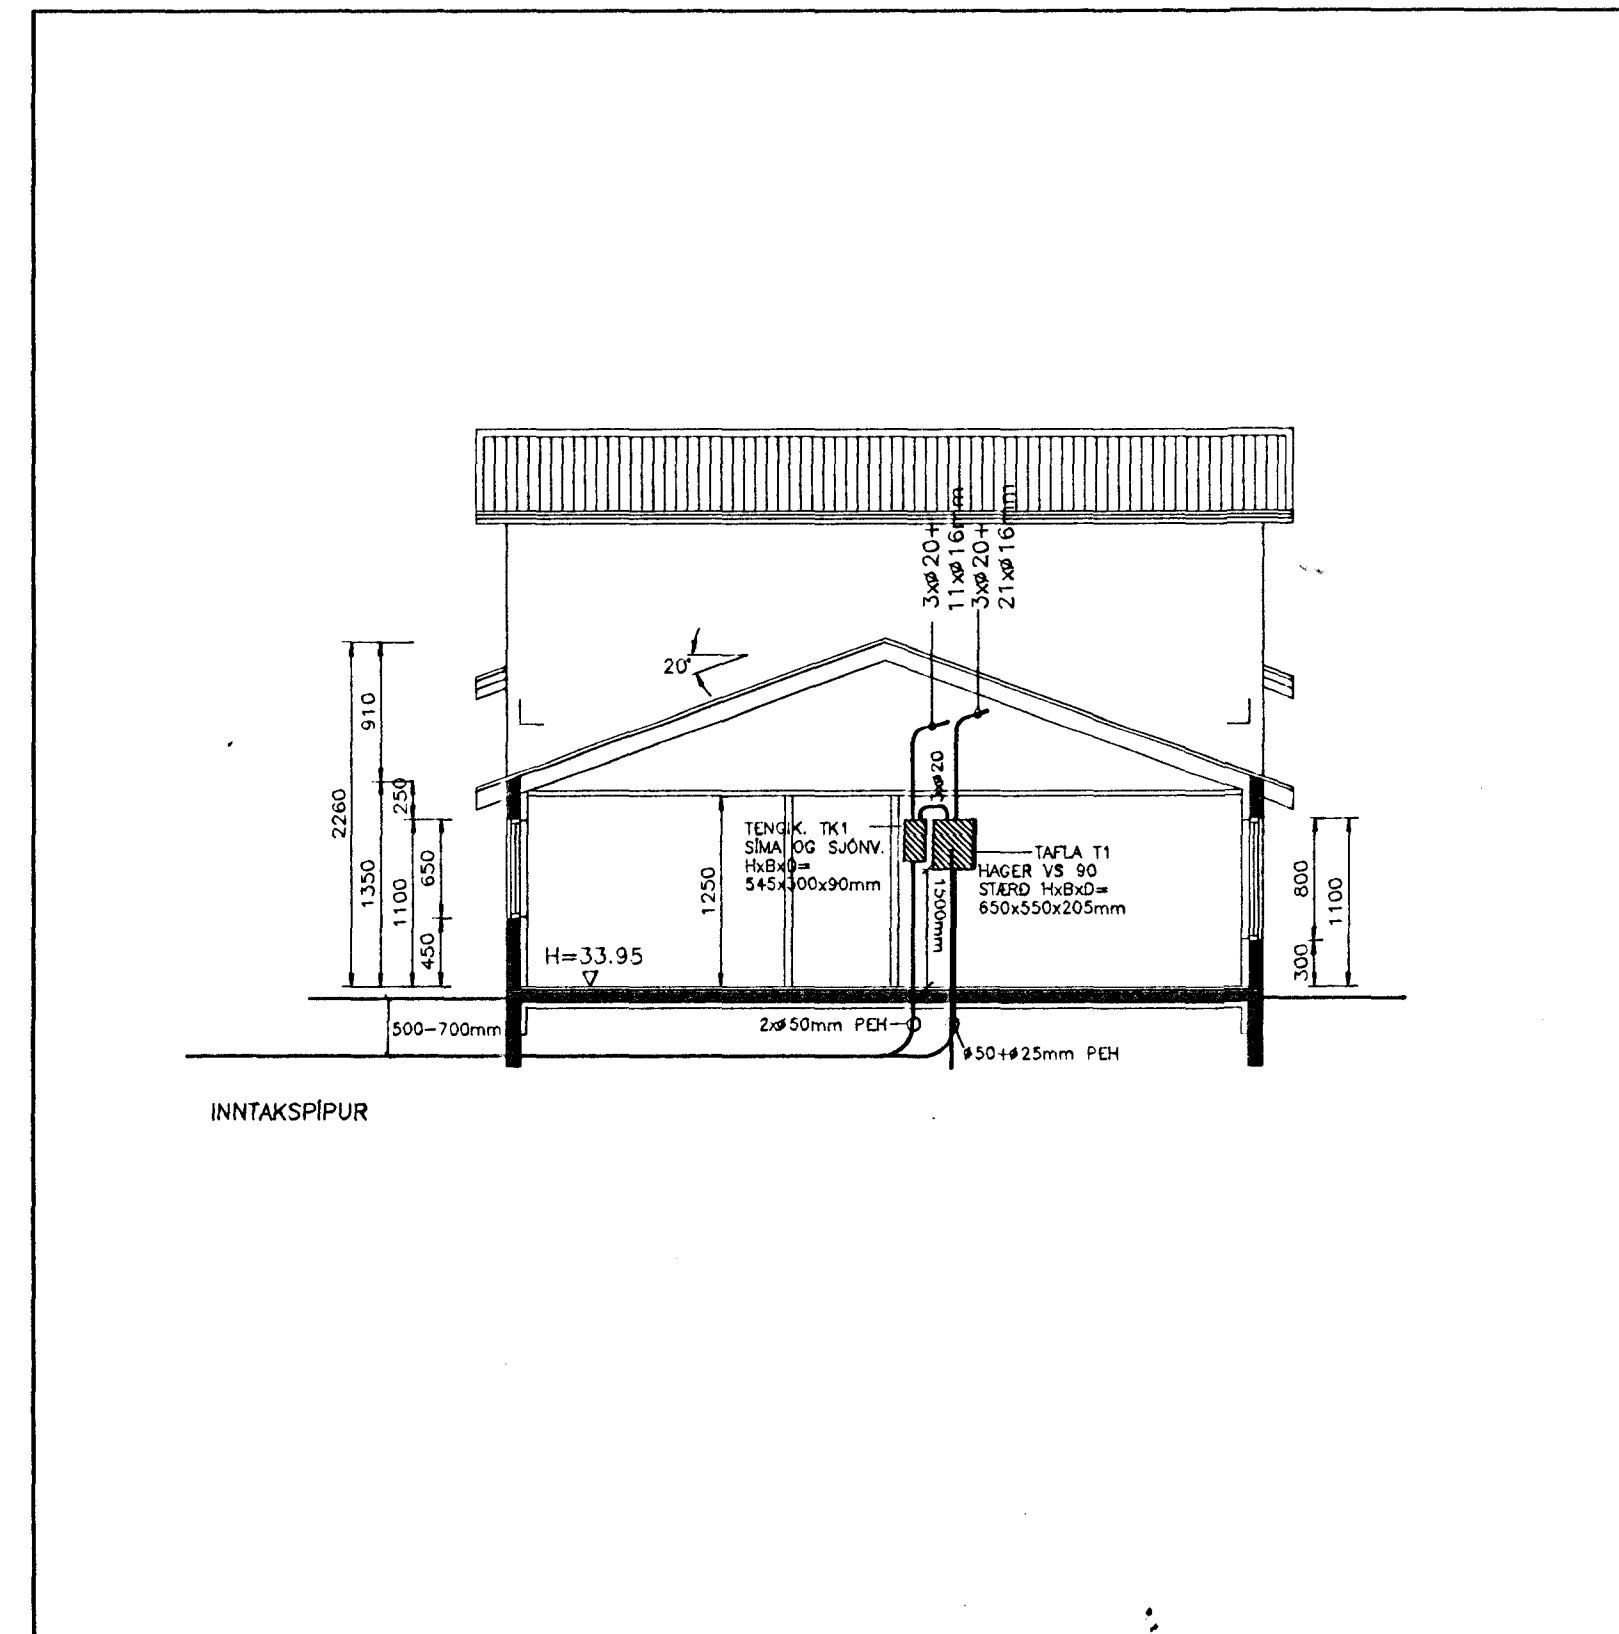 3xø20+
11xø16mm
3xø20+
21xø16mm
20°
910
2260
250
1350
1100
650
450
3xø20
TENGIK. TK1
SÍMA OG SJÓNV.
HxBxD=
545x300x90mm
TAFLA T1
HAGER VS 90
STÆRÐ HxBxD=
650x550x205mm
1250
1500mm
800
1100
300
H=33.95
500-700mm
2xø50mm PEH
ø50+ø25mm PEH
INNTAKSPÍPUR